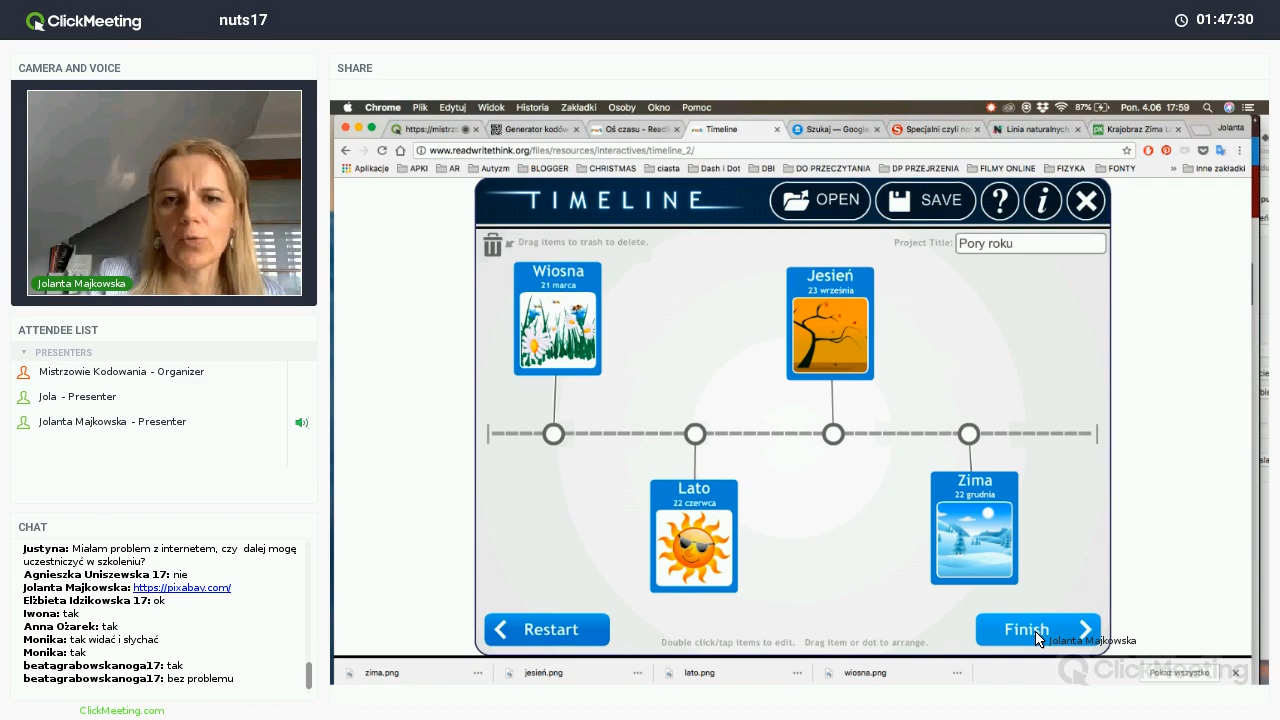 ClickMeeting
nuts17
01:47:30
CAMERA AND VOICE
Jolanta Majkowska
ATTENDEE LIST
PRESENTERS
Mistrzowie Kodowania - Organizer
Jola - Presenter
Jolanta Majkowska - Presenter
CHAT
Justyna: Miałam problem z internetem, czy dalej mogę
uczestniczyć w szkoleniu?
Agnieszka Uniszewska 17: nie
Jolanta Majkowska: https://pixabay.com/
Elżbieta Idzikowska 17: ok
Iwona: tak
Anna Ożarek: tak
Monika: tak widać i słychać
Monika: tak
beatagrabowskanoga17: tak
beatagrabowskanoga17: bez problemu
ClickMeeting.com
SHARE
Chrome Plik Edytuj Widok Historia Zakładki Osoby Okno Pomoc
87% Pon. 4.06 17:59
https://mistrz
Generator kodów
Oś czasu - Read
Timeline
Szukaj — Google
Specjalni czyli no
Linia naturalnych
Krajobraz Zima L
Jolanta
www.readwritethink.org/files/resources/interactives/timeline_2/
Aplikacje APKI AR Autyzm BLOGGER CHRISTMAS ciasta Dash i Dot DBI DO PRZECZYTANIA DP PRZEJRZENIA FILMY ONLINE FIZYKA FONTY » Inne zakładki
TIMELINE
OPEN
SAVE
?
i
Drag items to trash to delete.
Project Title: Pory roku
Wiosna
21 marca
Jesień
23 września
Lato
22 czerwca
Zima
22 grudnia
Restart
Double click/tap items to edit. Drag item or dot to arrange.
Finish
Jolanta Majkowska
zima.png
jesień.png
lato.png
wiosna.png
Pokaż wszystko
ClickMeeting